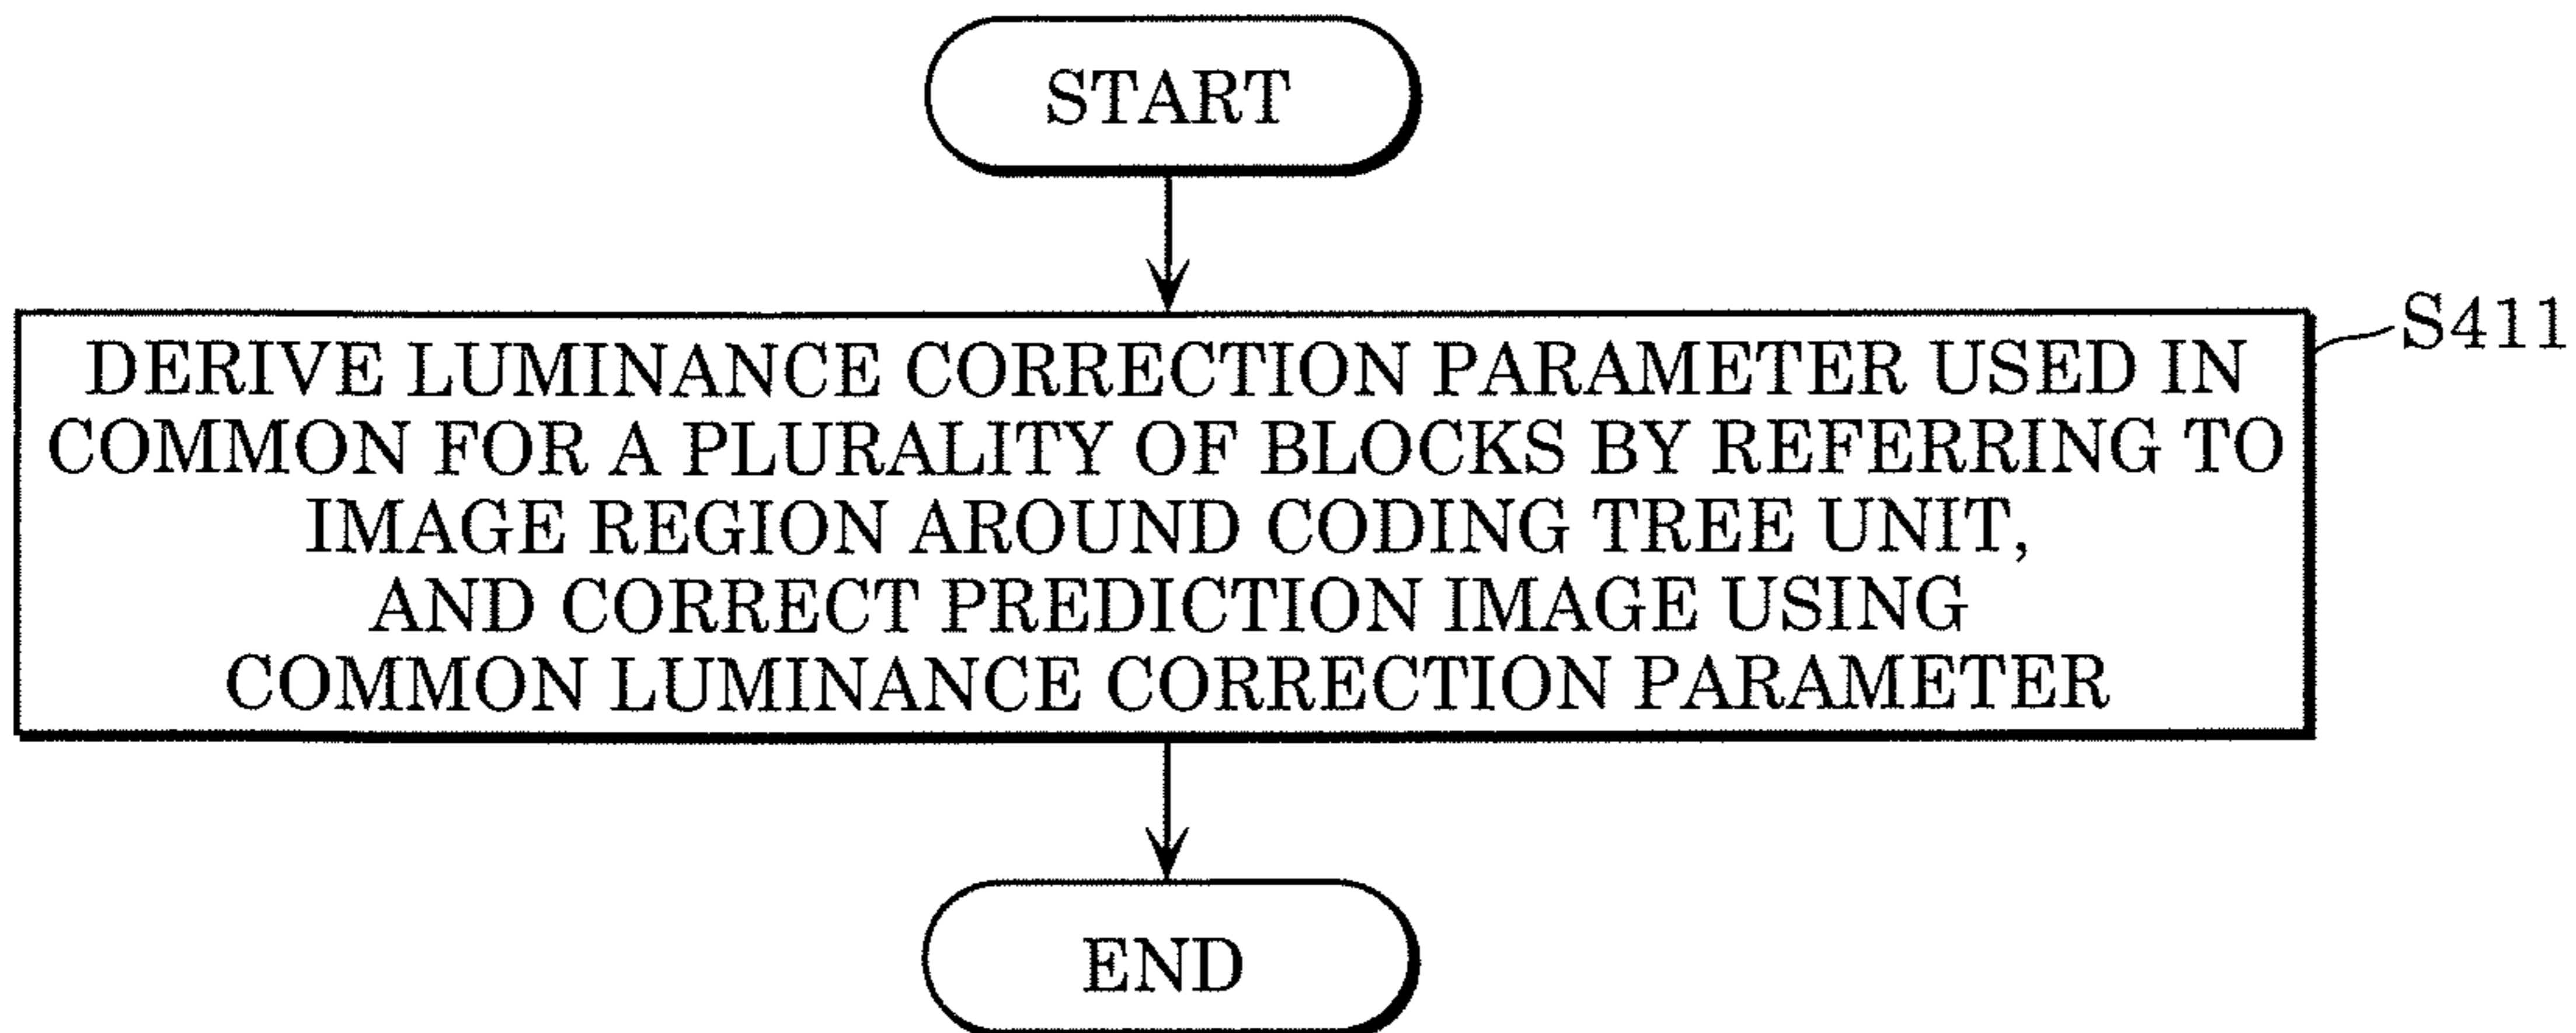 START
S411
DERIVE LUMINANCE CORRECTION PARAMETER USED IN
COMMON FOR A PLURALITY OF BLOCKS BY REFERRING TO
IMAGE REGION AROUND CODING TREE UNIT,
AND CORRECT PREDICTION IMAGE USING
COMMON LUMINANCE CORRECTION PARAMETER
END